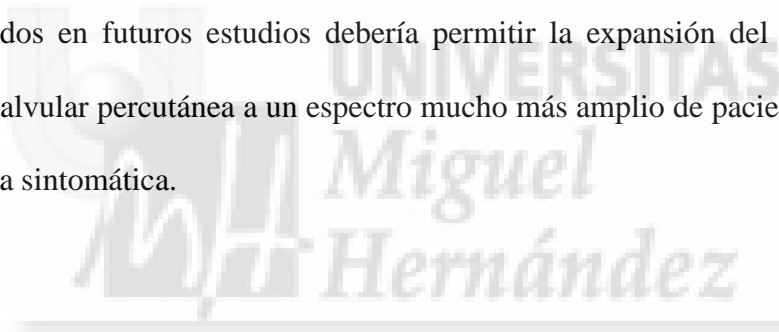 dos en futuros estudios debería permitir la expansión del
UNIVERSITAS
alvular percutánea a un espectro mucho más amplio de pacie
Miguel
a sintomática.
Hernández